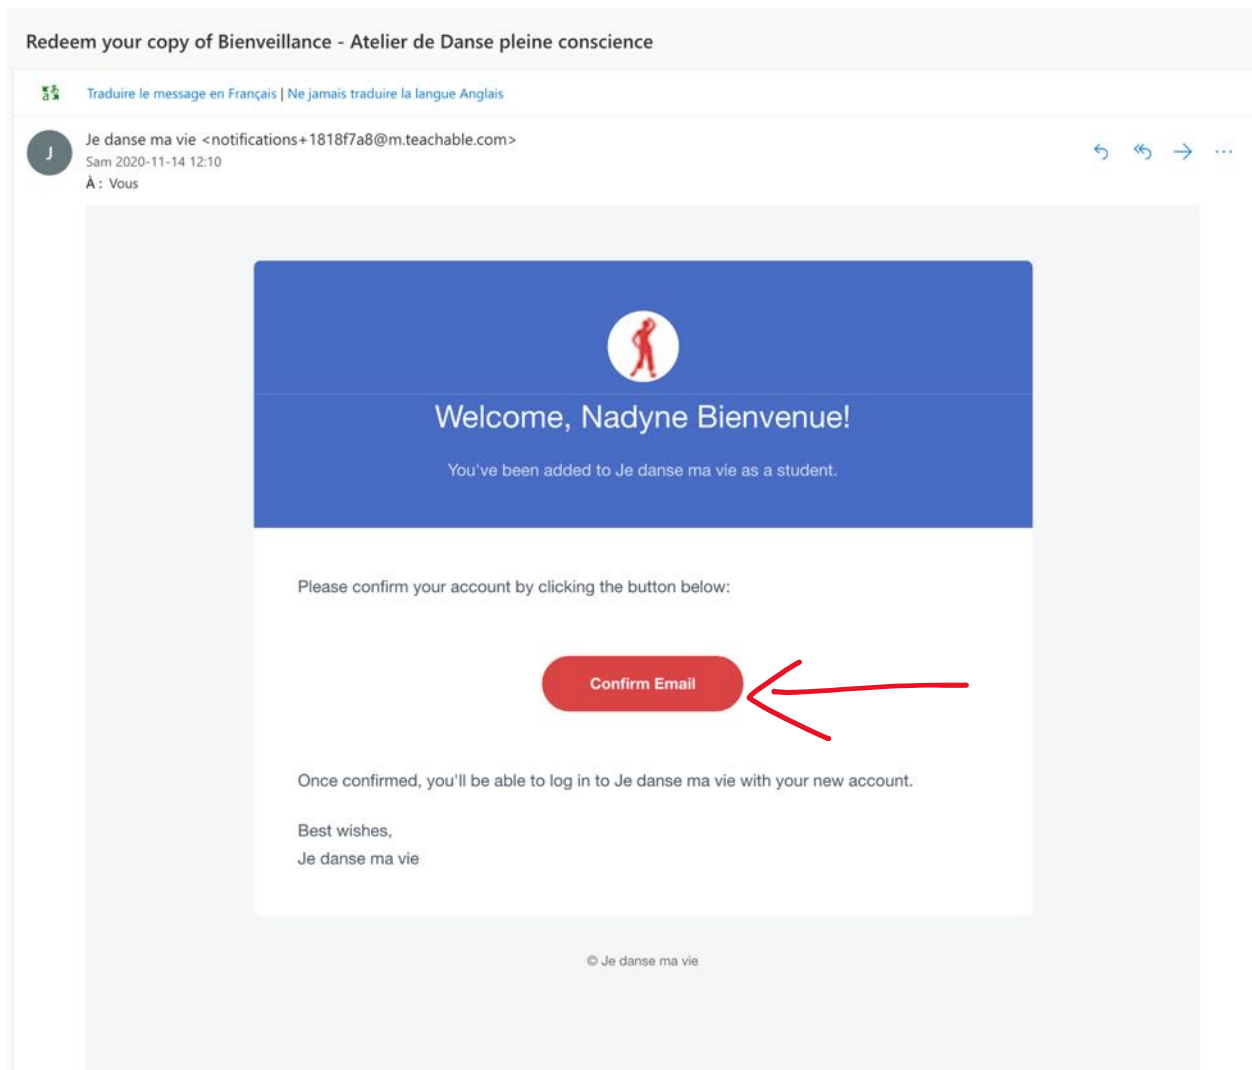 Redeem your copy of Bienveillance - Atelier de Danse pleine conscience
Traduire le message en Français | Ne jamais traduire la langue Anglais
J
Je danse ma vie <notifications+1818f7a8@m.teachable.com>
Sam 2020-11-14 12:10
À : Vous
Welcome, Nadyne Bienvenue!
You've been added to Je danse ma vie as a student.
Please confirm your account by clicking the button below:
Confirm Email
Once confirmed, you'll be able to log in to Je danse ma vie with your new account.
Best wishes,
Je danse ma vie
© Je danse ma vie